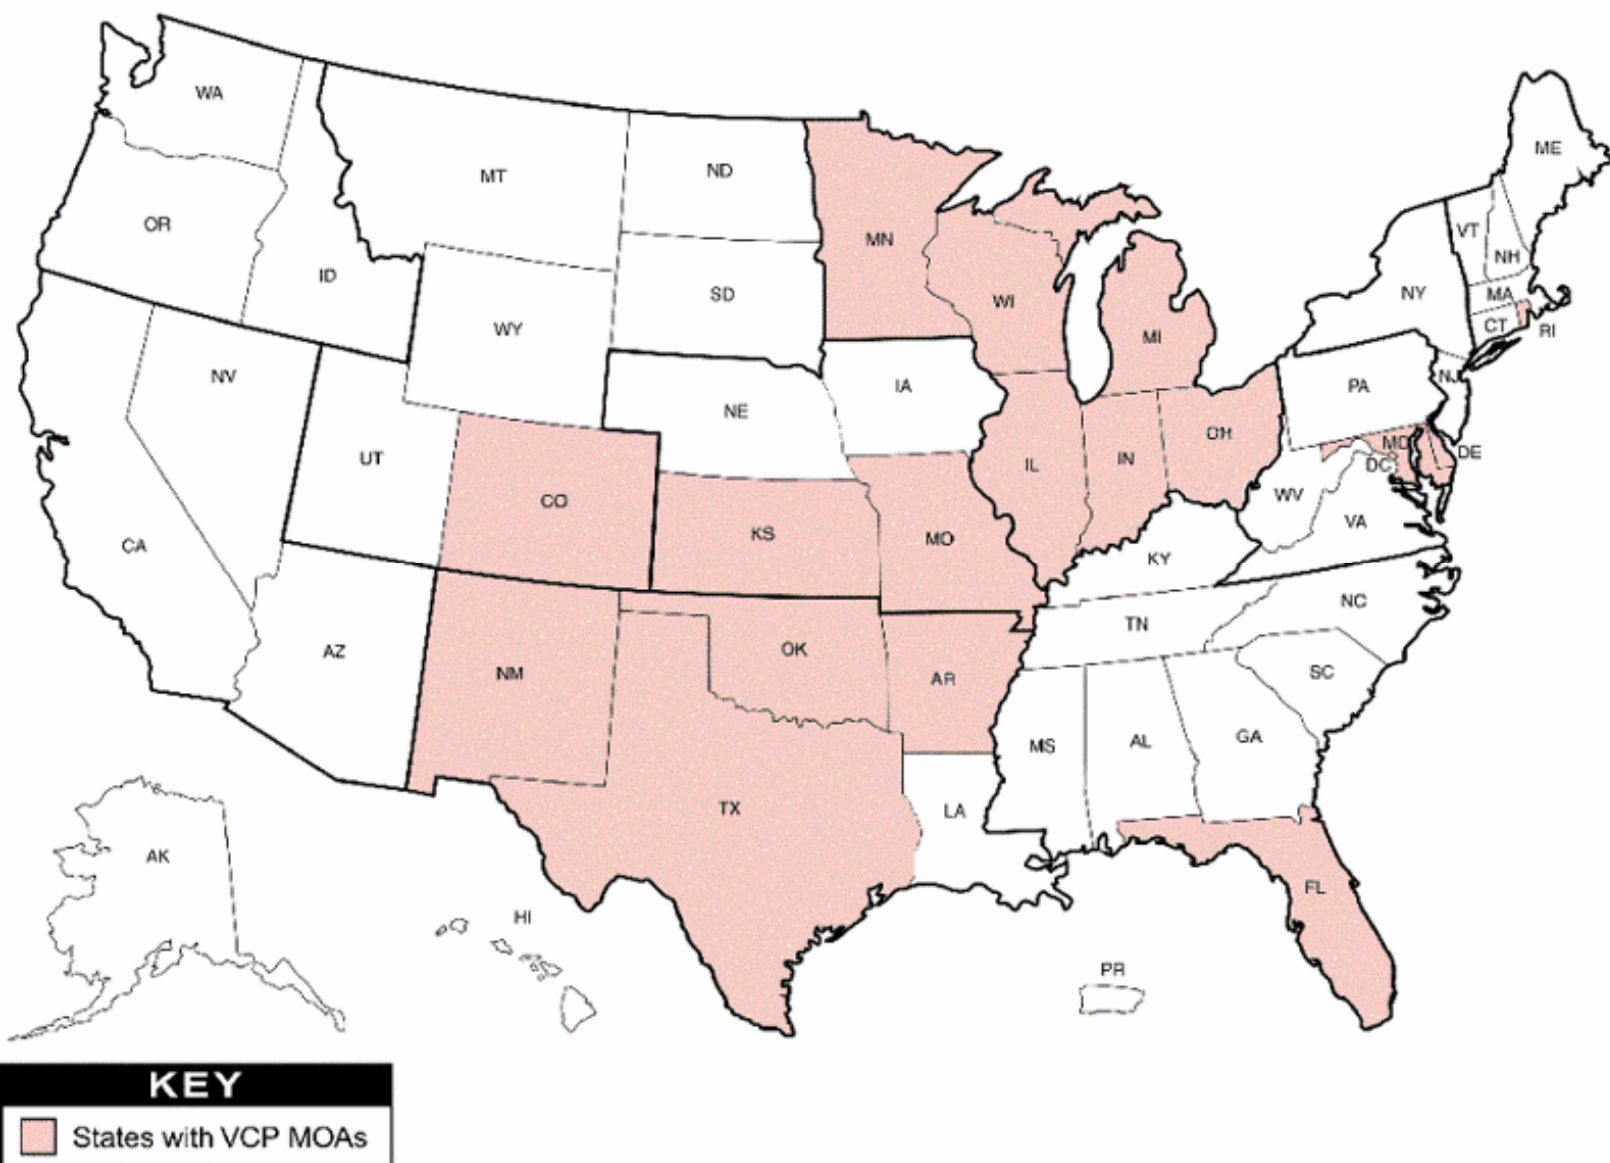 WA
ME
MT
ND
VT
OR
MN
NH
ID
SD
WI
NY
MA
WY
MI
CT
RI
NV
IA
PA
NJ
NE
UT
OH
MD
DE
IL
IN
DC
CO
WV
KS
VA
CA
MO
KY
NC
TN
AZ
OK
NM
AR
SC
MS
AL
GA
TX
LA
AK
FL
HI
PR
KEY
States with VCP MOAs